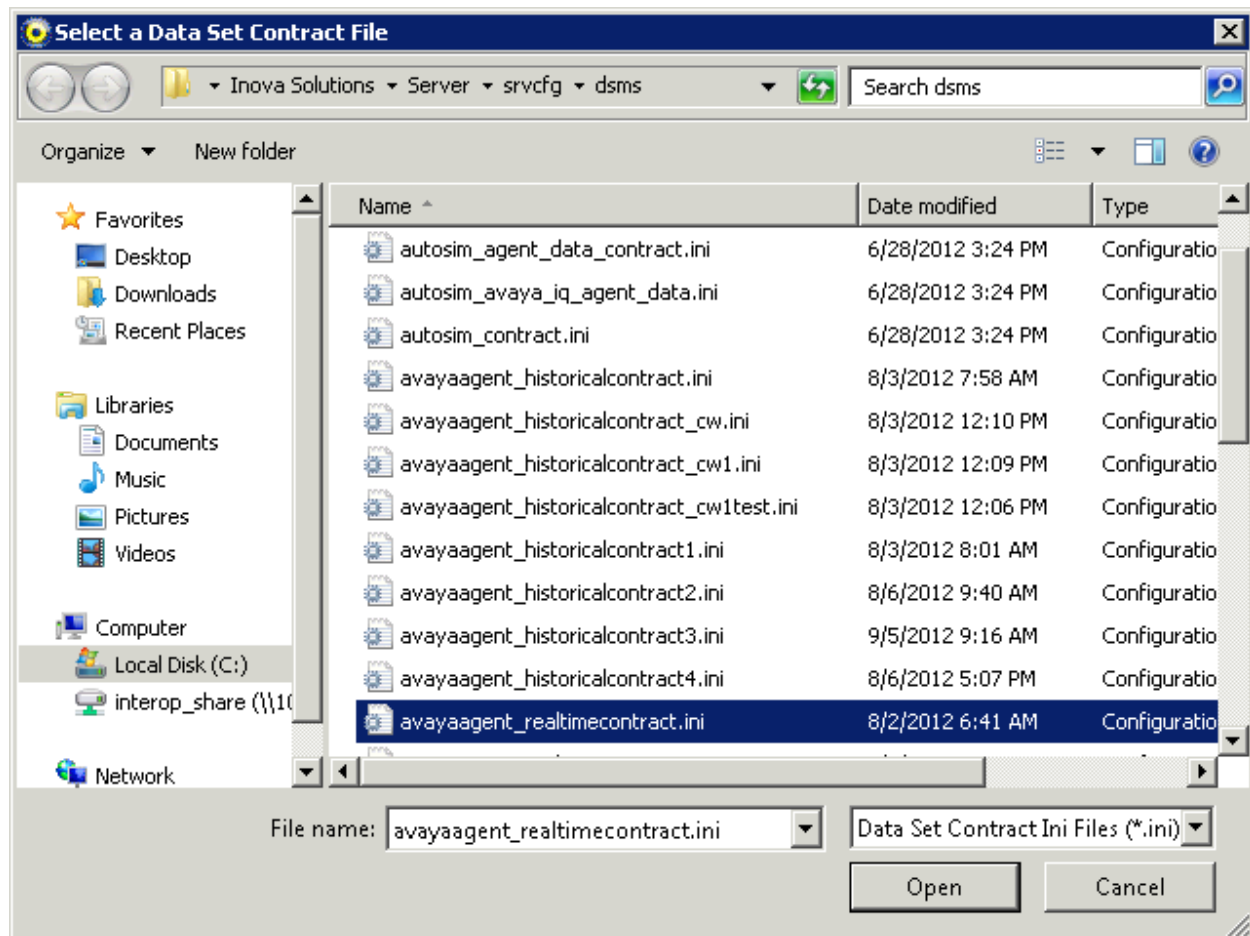 Select a Data Set Contract File
Inova Solutions Server srvcfg dsms Search dsms
Organize New folder
Name Date modified Type
Favorites
Desktop
Downloads
Recent Places
Libraries
Documents
Music
Pictures
Videos
Computer
Local Disk (C:)
interop_share (\\10
Network
autosim_agent_data_contract.ini 6/28/2012 3:24 PM Configuratio
autosim_avaya_iq_agent_data.ini 6/28/2012 3:24 PM Configuratio
autosim_contract.ini 6/28/2012 3:24 PM Configuratio
avayaagent_historicalcontract.ini 8/3/2012 7:58 AM Configuratio
avayaagent_historicalcontract_cw.ini 8/3/2012 12:10 PM Configuratio
avayaagent_historicalcontract_cw1.ini 8/3/2012 12:09 PM Configuratio
avayaagent_historicalcontract_cw1test.ini 8/3/2012 12:06 PM Configuratio
avayaagent_historicalcontract1.ini 8/3/2012 8:01 AM Configuratio
avayaagent_historicalcontract2.ini 8/6/2012 9:40 AM Configuratio
avayaagent_historicalcontract3.ini 9/5/2012 9:16 AM Configuratio
avayaagent_historicalcontract4.ini 8/6/2012 5:07 PM Configuratio
avayaagent_realtimecontract.ini 8/2/2012 6:41 AM Configuratio
File name: avayaagent_realtimecontract.ini Data Set Contract Ini Files (*.ini)
Open Cancel